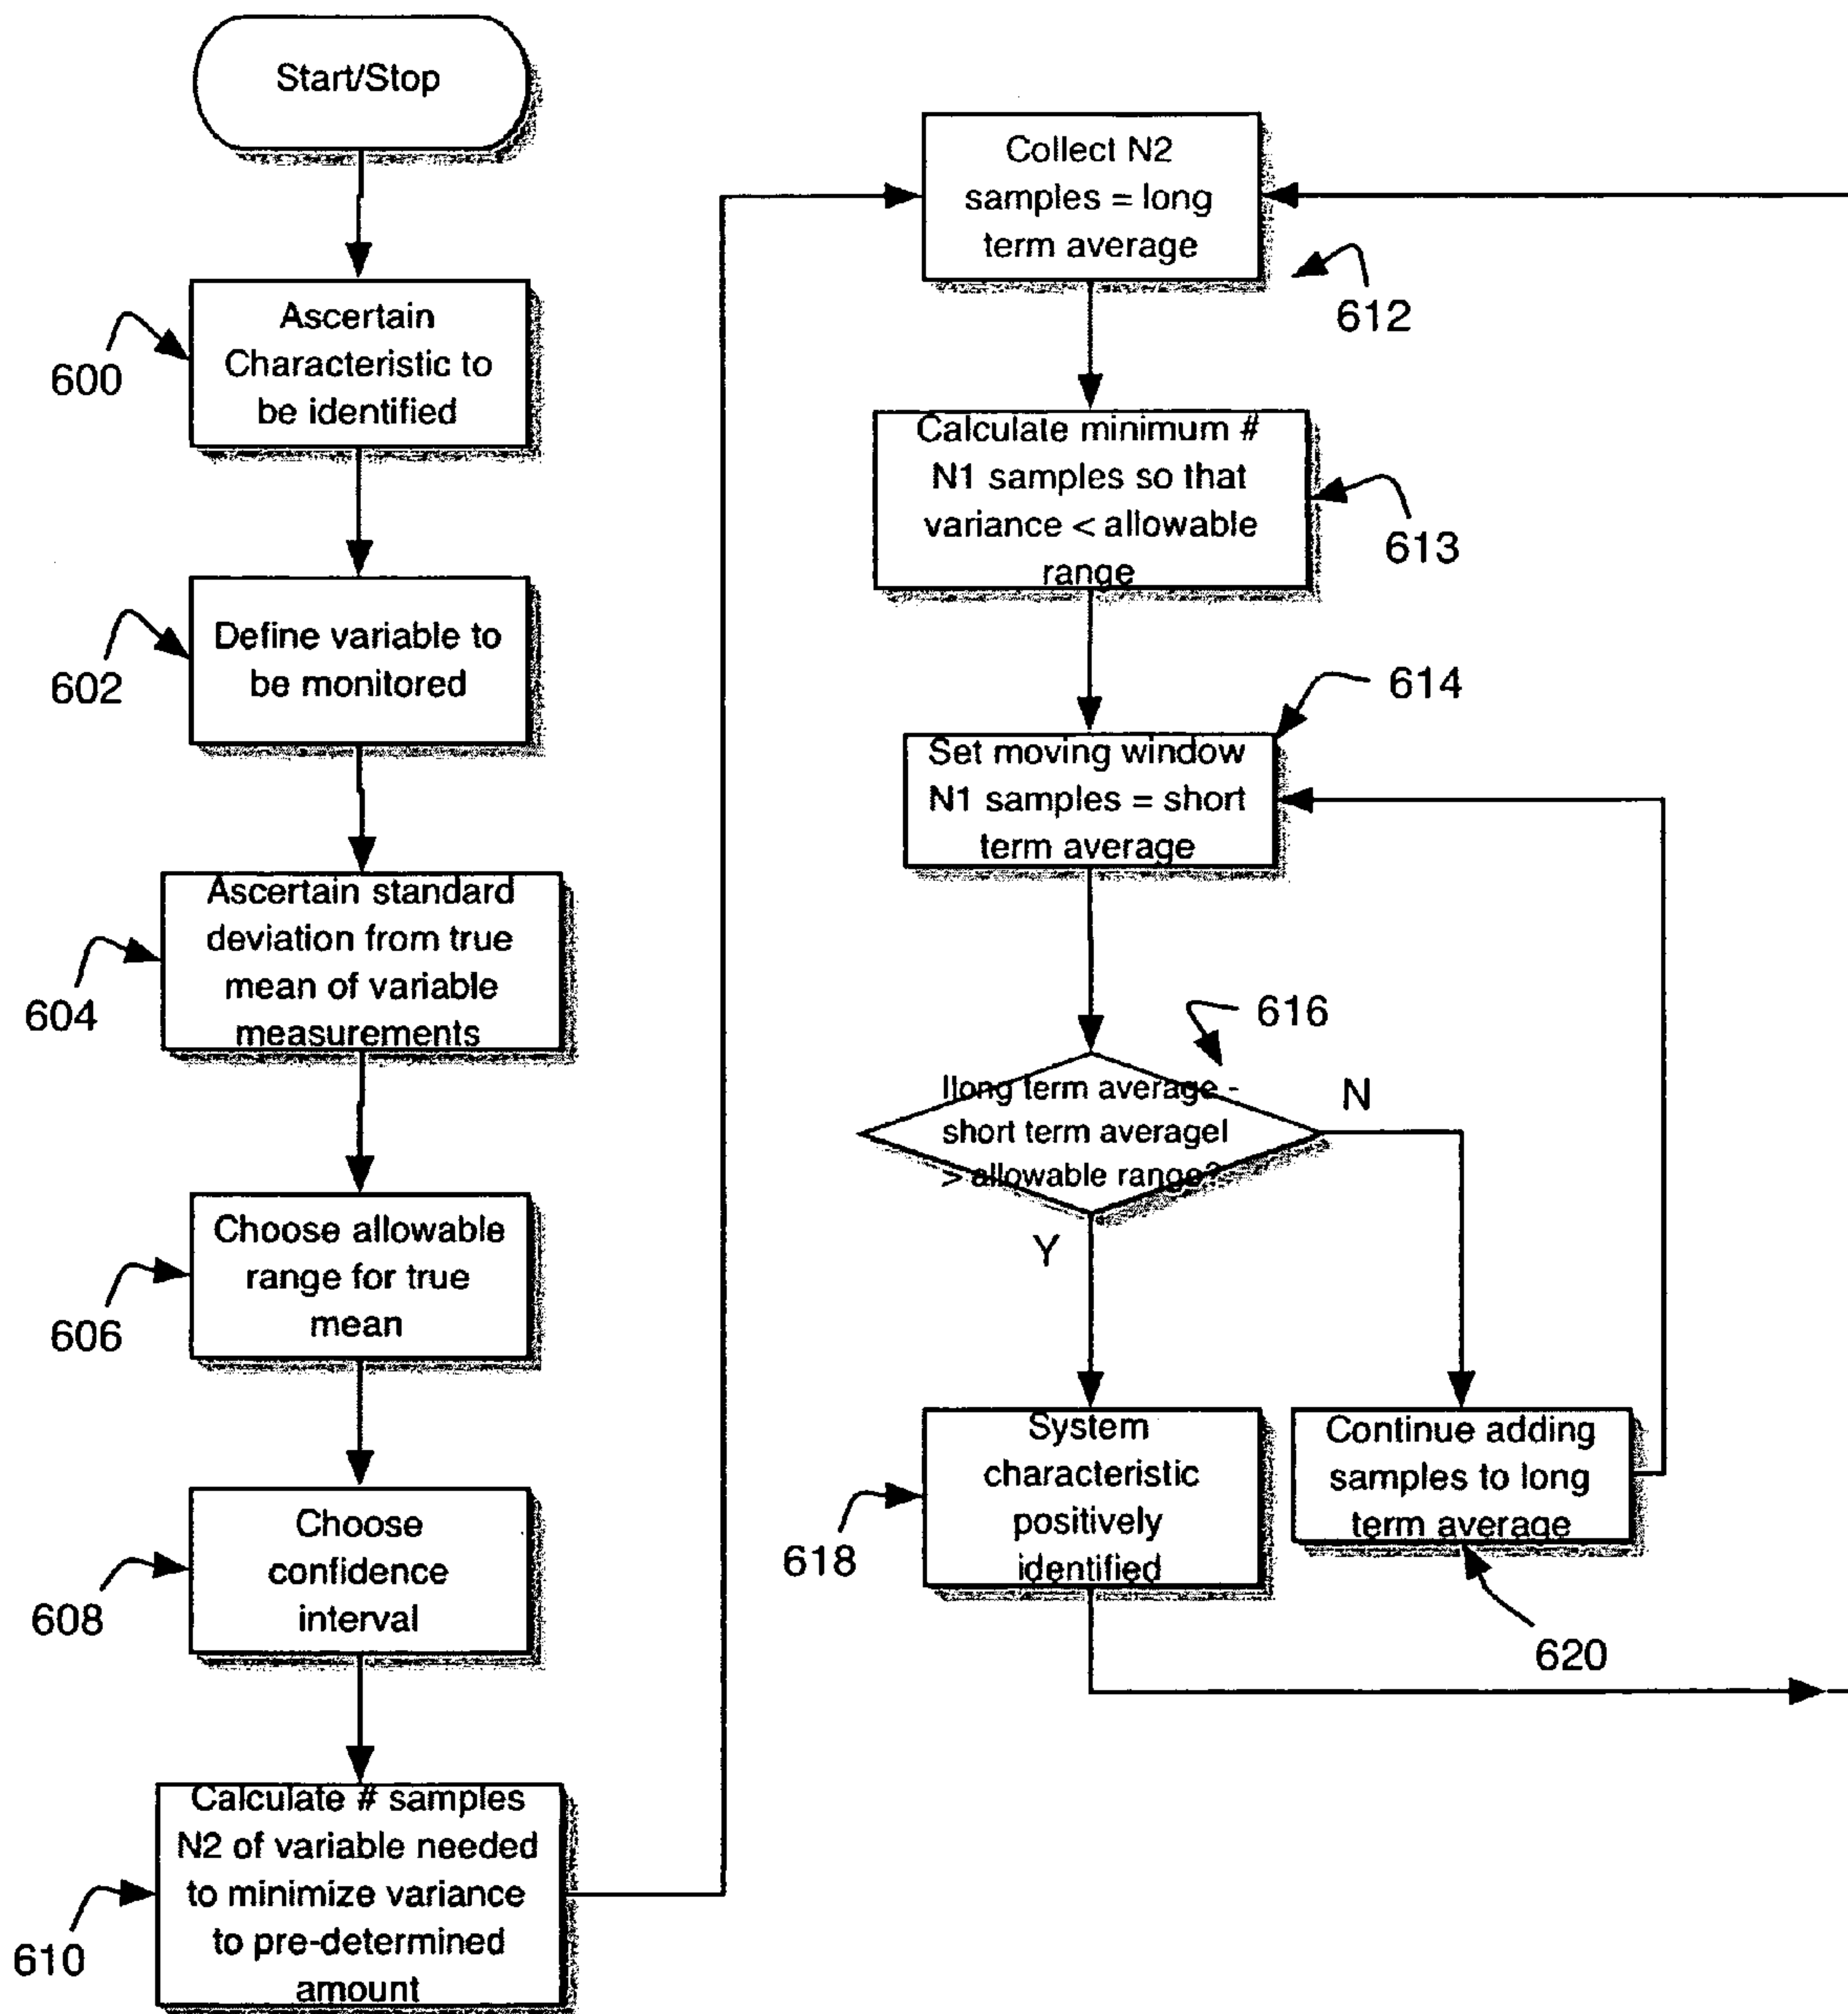 Start/Stop
Ascertain
Characteristic to
be identified
600
Define variable to
be monitored
602
Ascertain standard
deviation from true
mean of variable
measurements
604
Choose allowable
range for true
mean
606
Choose
confidence
interval
608
Calculate # samples
N2 of variable needed
to minimize variance
to pre-determined
amount
610
Collect N2
samples = long
term average
612
Calculate minimum #
N1 samples so that
variance < allowable
range
613
614
Set moving window
N1 samples = short
term average
616
|long term average -
short term average|
> allowable range?
N
Y
System
characteristic
positively
identified
618
Continue adding
samples to long
term average
620